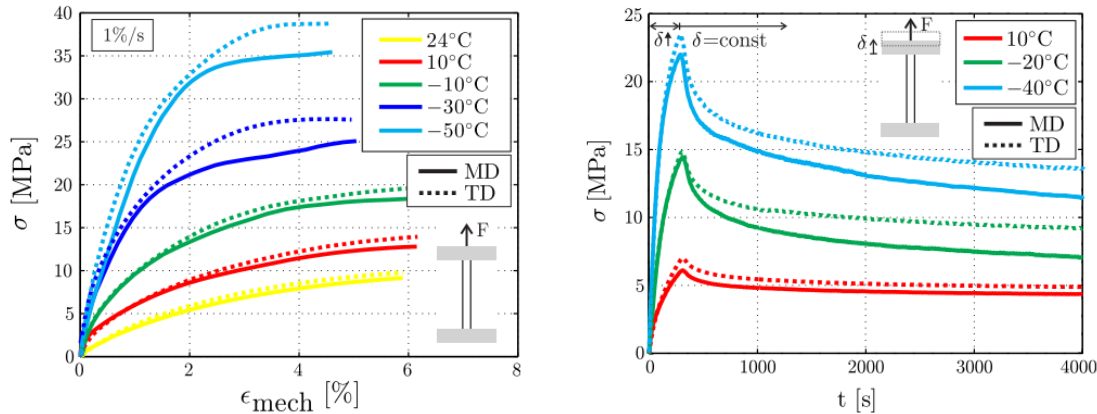 1%/s
24°C
10°C
−10°C
−30°C
−50°C
MD
TD
F
σ [MPa]
40
35
30
25
20
15
10
5
0
0 2 4 6 8
ϵmech [%]
δ
δ=const
F
δ
10°C
−20°C
−40°C
MD
TD
σ [MPa]
25
20
15
10
5
0
0 1000 2000 3000 4000
t [s]